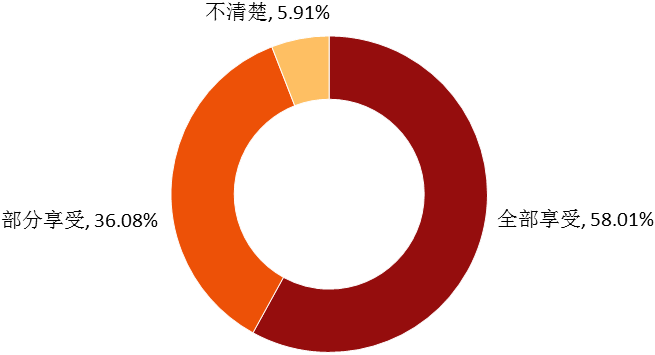 不清楚, 5.91%
部分享受, 36.08%
全部享受, 58.01%